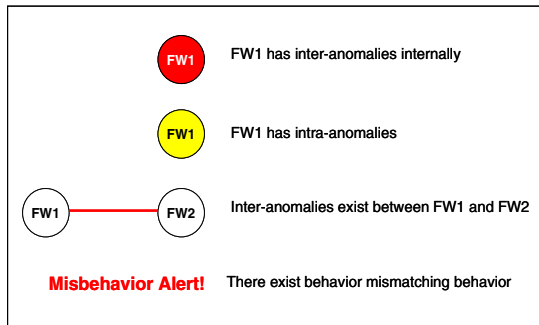 FW1 FW1 has inter-anomalies internally
FW1 FW1 has intra-anomalies
FW1 FW2 Inter-anomalies exist between FW1 and FW2
Misbehavior Alert! There exist behavior mismatching behavior